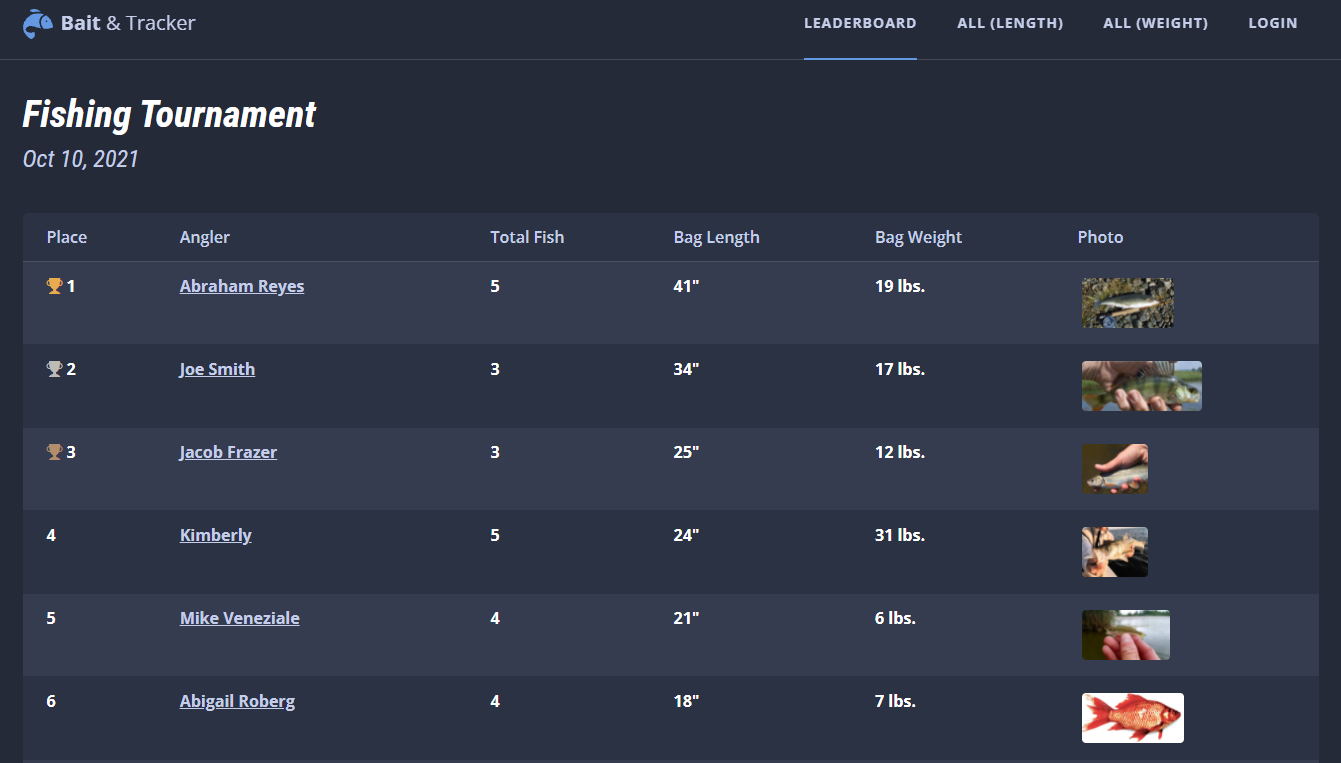 Bait & Tracker LEADERBOARD ALL (LENGTH) ALL (WEIGHT) LOGIN
Fishing Tournament
Oct 10, 2021
Place Angler Total Fish Bag Length Bag Weight Photo
1 Abraham Reyes 5 41" 19 lbs.
2 Joe Smith 3 34" 17 lbs.
3 Jacob Frazer 3 25" 12 lbs.
4 Kimberly 5 24" 31 lbs.
5 Mike Veneziale 4 21" 6 lbs.
6 Abigail Roberg 4 18" 7 lbs.